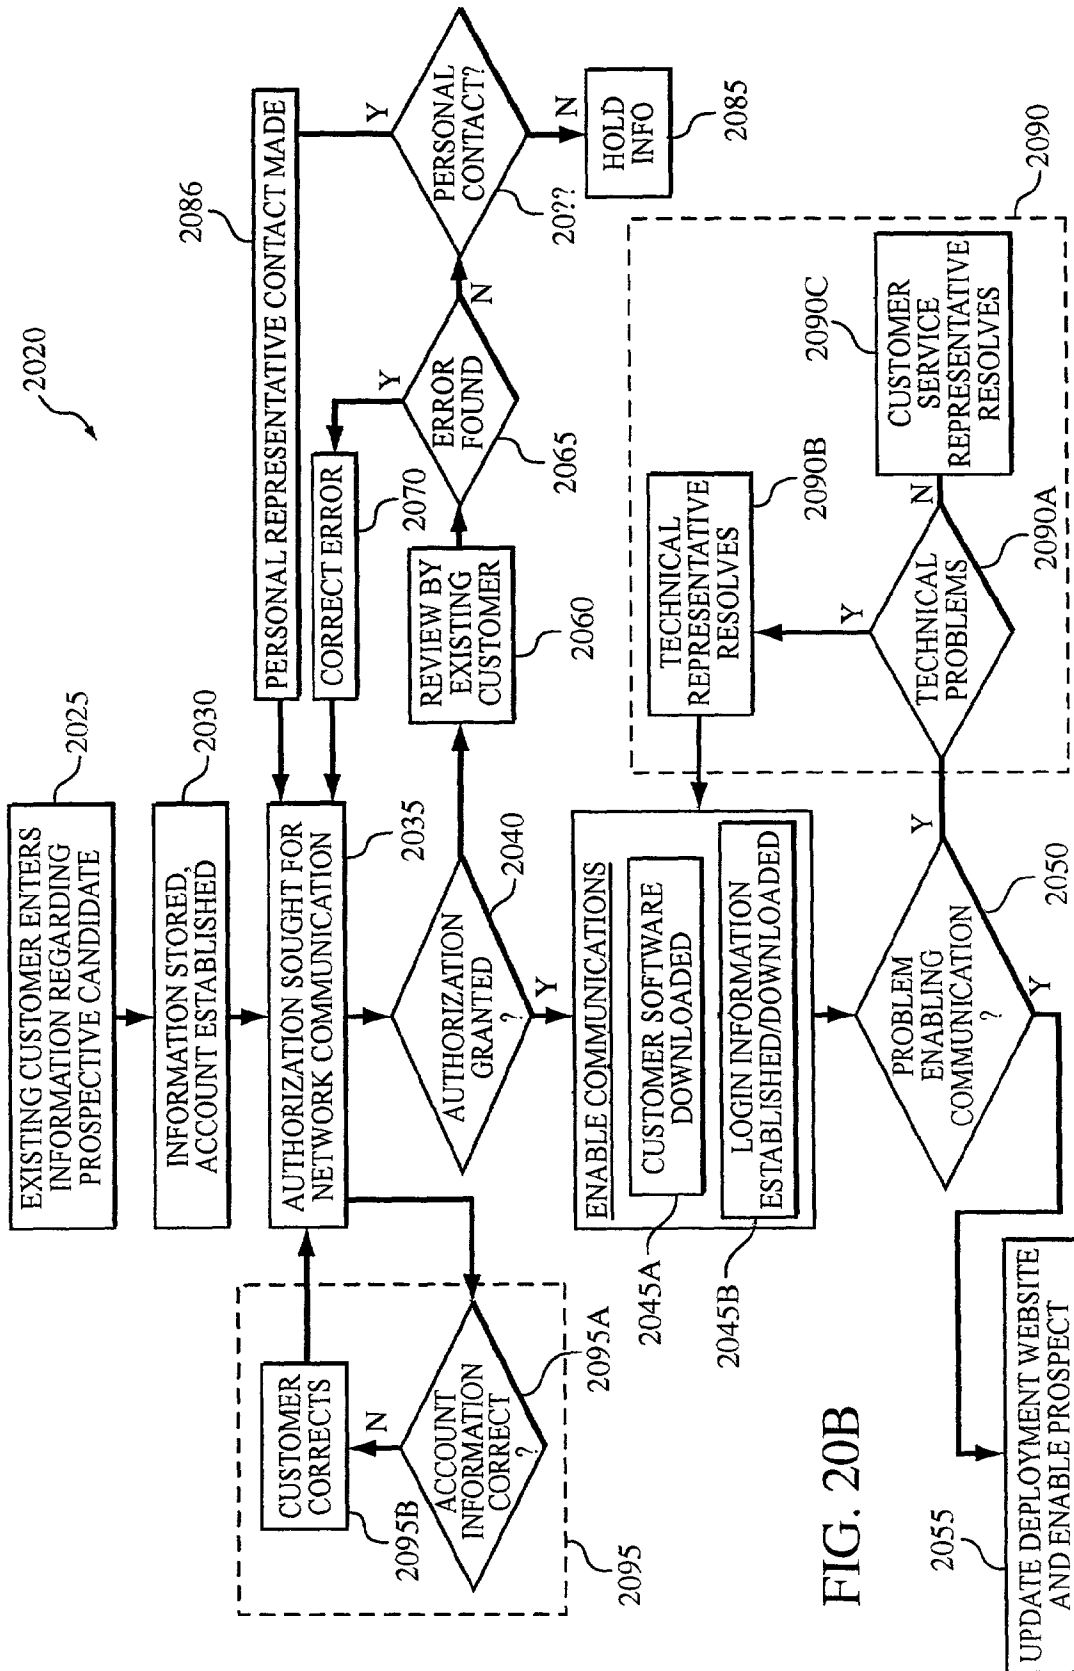 2020
EXISTING CUSTOMER ENTERS
INFORMATION REGARDING
PROSPECTIVE CANDIDATE
2025
INFORMATION STORED,
ACCOUNT ESTABLISHED
2030
AUTHORIZATION SOUGHT FOR
NETWORK COMMUNICATION
2035
PERSONAL REPRESENTATIVE CONTACT MADE
2086
CORRECT ERROR
2070
CUSTOMER
CORRECTS
2095B
N
ACCOUNT
INFORMATION
CORRECT
?
2095A
2095
AUTHORIZATION
GRANTED
?
2040
Y
REVIEW BY
EXISTING
CUSTOMER
2060
ERROR
FOUND
2065
Y
N
PERSONAL
CONTACT?
20??
Y
N
HOLD
INFO
2085
ENABLE COMMUNICATIONS
CUSTOMER SOFTWARE
DOWNLOADED
2045A
LOGIN INFORMATION
ESTABLISHED/DOWNLOADED
2045B
TECHNICAL
REPRESENTATIVE
RESOLVES
2090B
PROBLEM
ENABLING
COMMUNICATION
?
2050
Y
Y
TECHNICAL
PROBLEMS
2090A
Y
N
CUSTOMER
SERVICE
REPRESENTATIVE
RESOLVES
2090C
2090
UPDATE DEPLOYMENT WEBSITE
AND ENABLE PROSPECT
2055
FIG. 20B